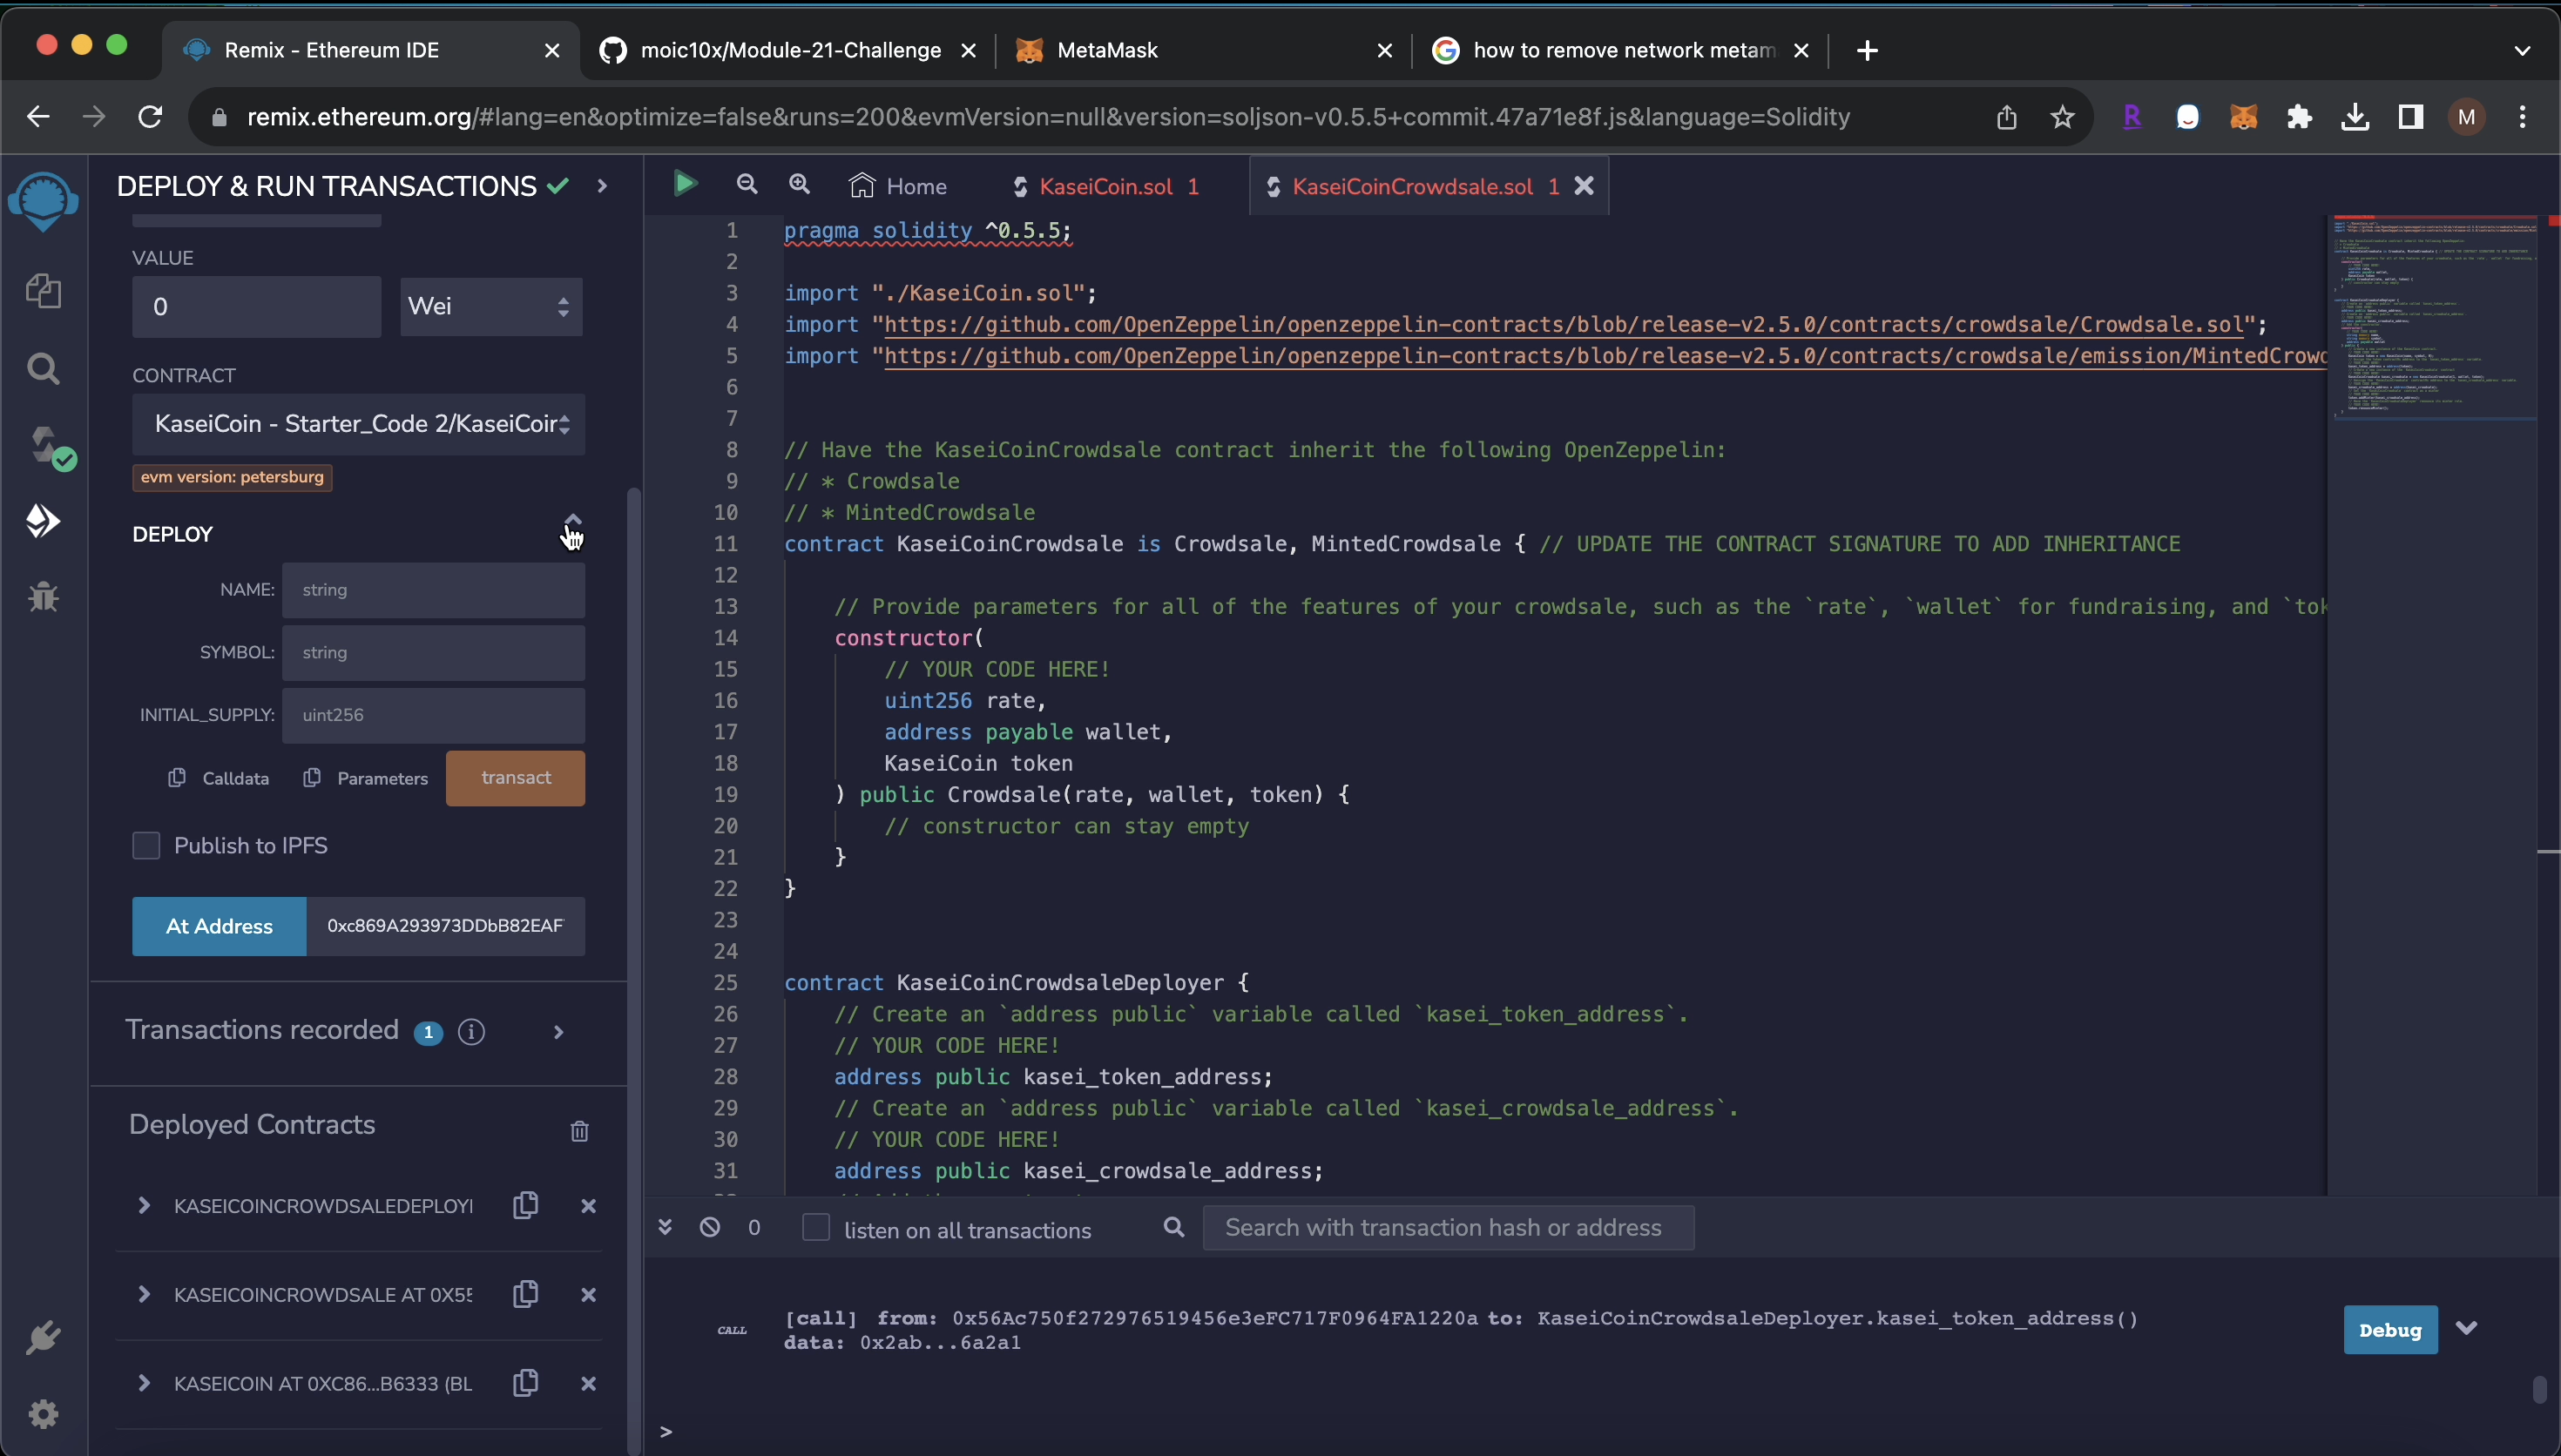 Remix - Ethereum IDE
moic10x/Module-21-Challenge
MetaMask
how to remove network metam
remix.ethereum.org/#lang=en&optimize=false&runs=200&evmVersion=null&version=soljson-v0.5.5+commit.47a71e8f.js&language=Solidity
R
M
DEPLOY & RUN TRANSACTIONS
VALUE
0
Wei
CONTRACT
KaseiCoin - Starter_Code 2/KaseiCoin
evm version: petersburg
DEPLOY
NAME: string
SYMBOL: string
INITIAL_SUPPLY: uint256
Calldata
Parameters
transact
Publish to IPFS
At Address
0xc869A293973DDbB82EAF
Transactions recorded 1 i
Deployed Contracts
KASEICOINCROWDSALEDEPLOYE
KASEICOINCROWDSALE AT 0X55
KASEICOIN AT 0XC86...B6333 (BL
Home
KaseiCoin.sol 1
KaseiCoinCrowdsale.sol 1
1 pragma solidity ^0.5.5;
2
3 import "./KaseiCoin.sol";
4 import "https://github.com/OpenZeppelin/openzeppelin-contracts/blob/release-v2.5.0/contracts/crowdsale/Crowdsale.sol";
5 import "https://github.com/OpenZeppelin/openzeppelin-contracts/blob/release-v2.5.0/contracts/crowdsale/emission/MintedCrowd
6
7
8 // Have the KaseiCoinCrowdsale contract inherit the following OpenZeppelin:
9 // * Crowdsale
10 // * MintedCrowdsale
11 contract KaseiCoinCrowdsale is Crowdsale, MintedCrowdsale { // UPDATE THE CONTRACT SIGNATURE TO ADD INHERITANCE
12
13 // Provide parameters for all of the features of your crowdsale, such as the `rate`, `wallet` for fundraising, and `tok
14 constructor(
15 // YOUR CODE HERE!
16 uint256 rate,
17 address payable wallet,
18 KaseiCoin token
19 ) public Crowdsale(rate, wallet, token) {
20 // constructor can stay empty
21 }
22 }
23
24
25 contract KaseiCoinCrowdsaleDeployer {
26 // Create an `address public` variable called `kasei_token_address`.
27 // YOUR CODE HERE!
28 address public kasei_token_address;
29 // Create an `address public` variable called `kasei_crowdsale_address`.
30 // YOUR CODE HERE!
31 address public kasei_crowdsale_address;
0
listen on all transactions
Search with transaction hash or address
CALL
[call] from: 0x56Ac750f272976519456e3eFC717F0964FA1220a to: KaseiCoinCrowdsaleDeployer.kasei_token_address()
data: 0x2ab...6a2a1
Debug
>